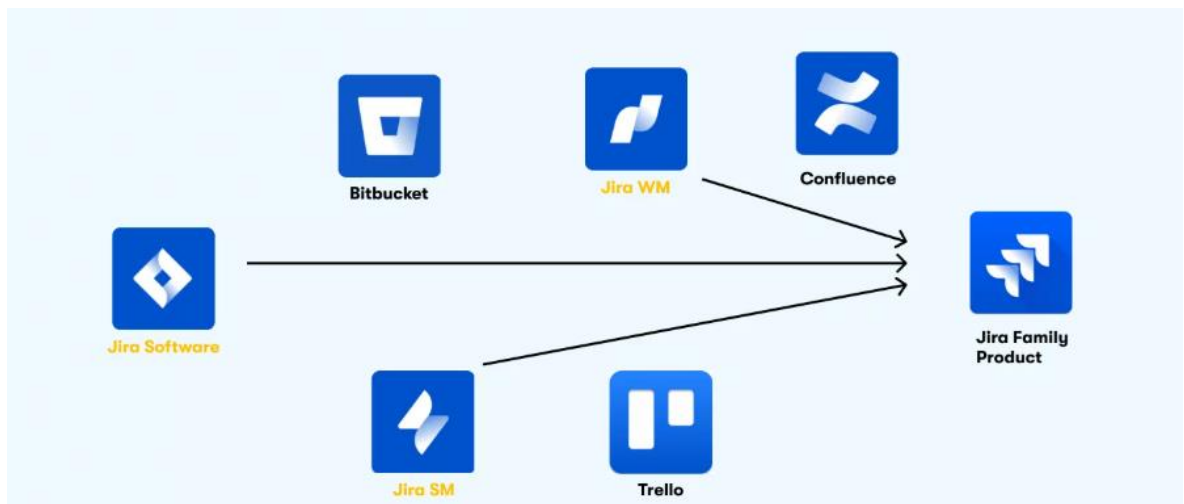 Bitbucket
Jira WM
Confluence
Jira Software
Jira Family
Product
Jira SM
Trello